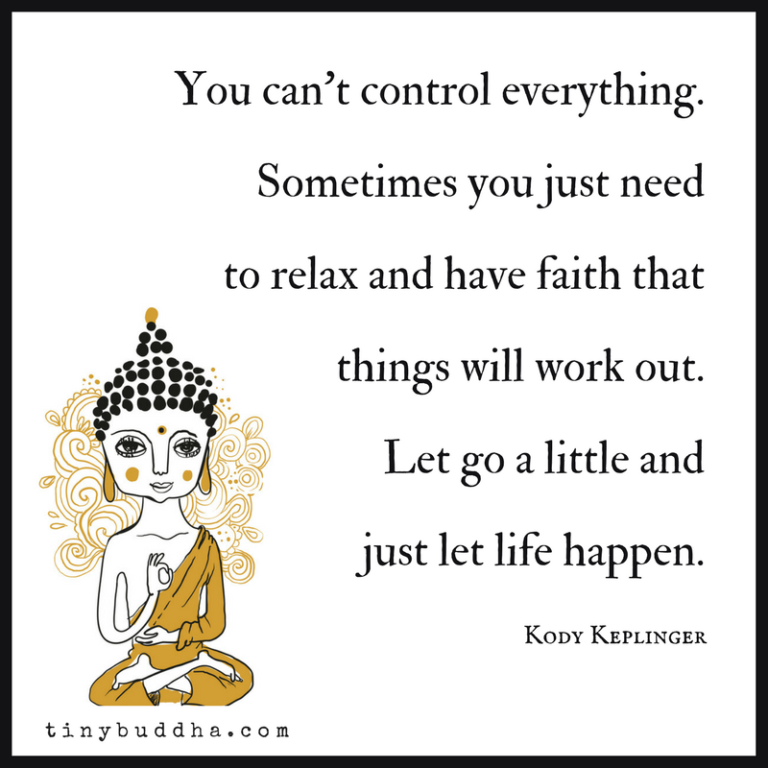 You can’t control everything.
Sometimes you just need
to relax and have faith that
things will work out.
Let go a little and
just let life happen.
Kody Keplinger
tinybuddha.com